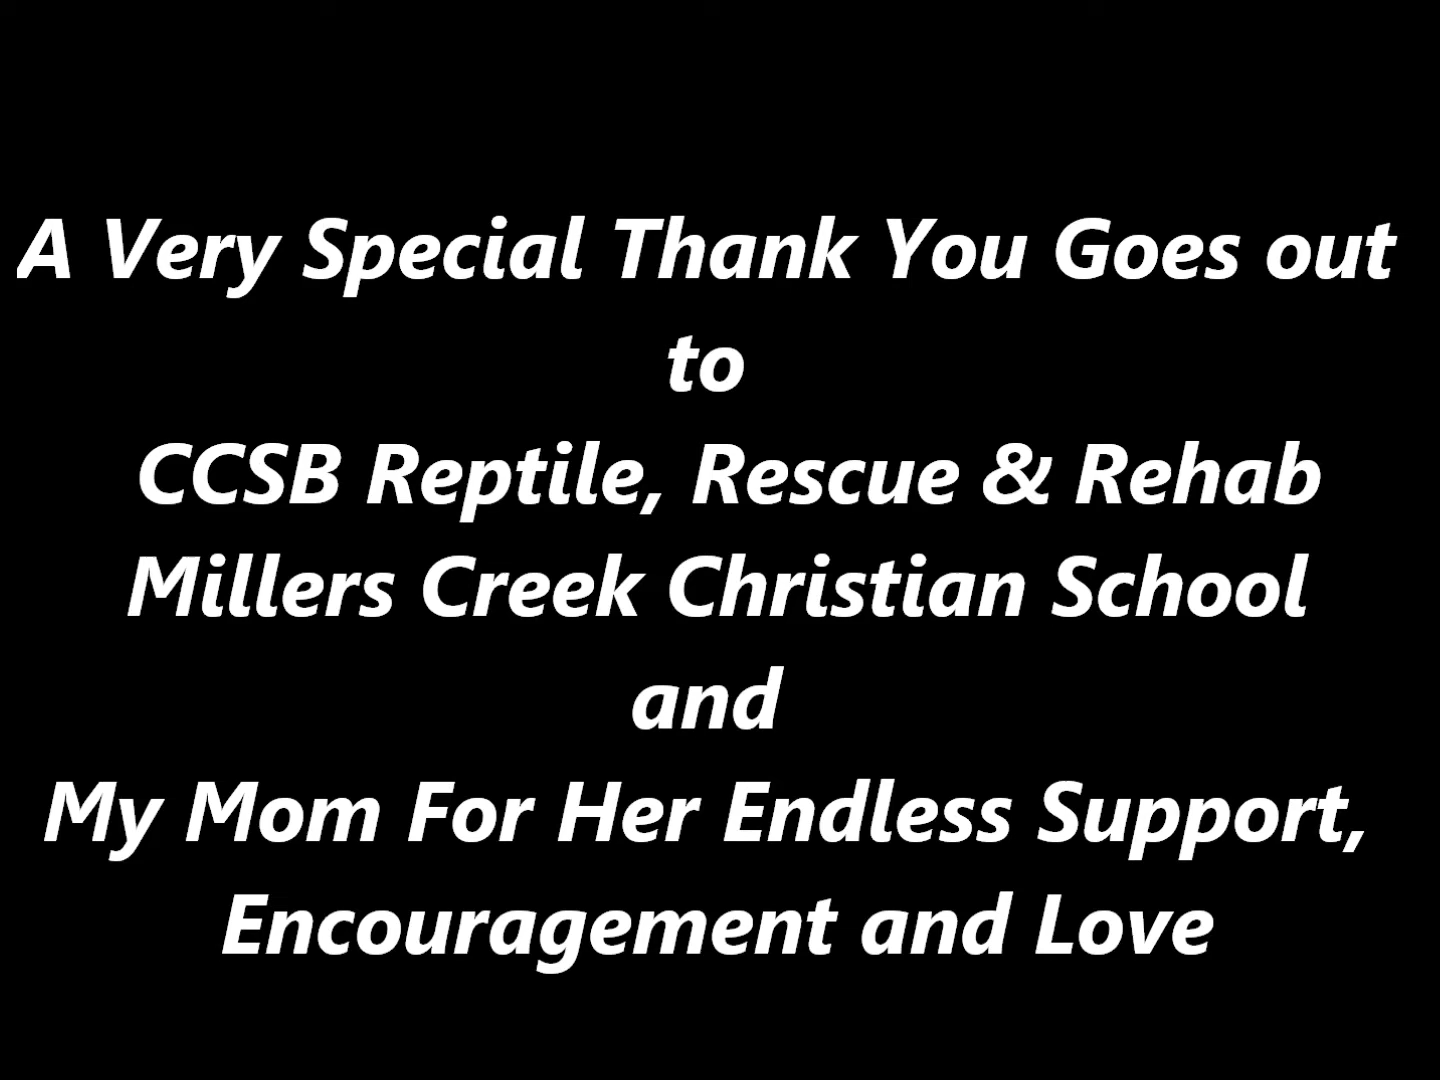 A Very Special Thank You Goes out
to
CCSB Reptile, Rescue & Rehab
Millers Creek Christian School
and
My Mom For Her Endless Support,
Encouragement and Love